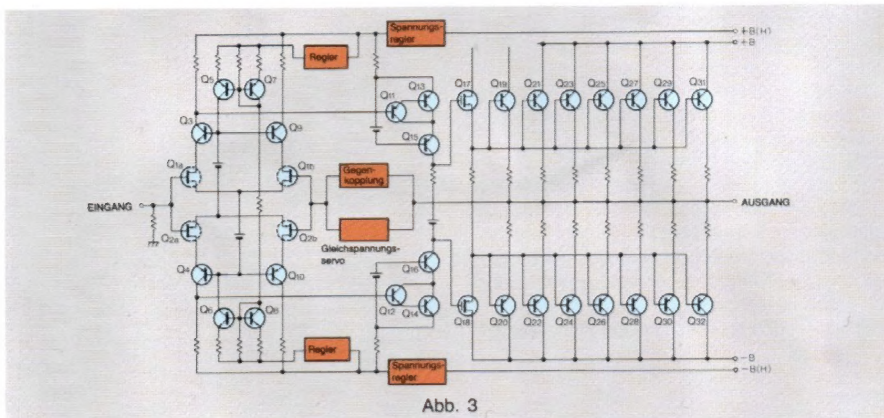 Spannungs-
regler
+B(H)
+B
Regler
Q5
Q7
Q13
Q11
Q17
Q19
Q21
Q23
Q25
Q27
Q29
Q31
Q3
Q9
Q15
Q1a
Q1b
Gegen-
kopplung
EINGANG
AUSGANG
Q2a
Q2b
Gleichspannungs-
servo
Q4
Q10
Q16
Q6
Q8
Q12
Q14
Q18
Q20
Q22
Q24
Q26
Q28
Q30
Q32
Regler
Spannungs-
regler
-B
-B(H)
Abb. 3